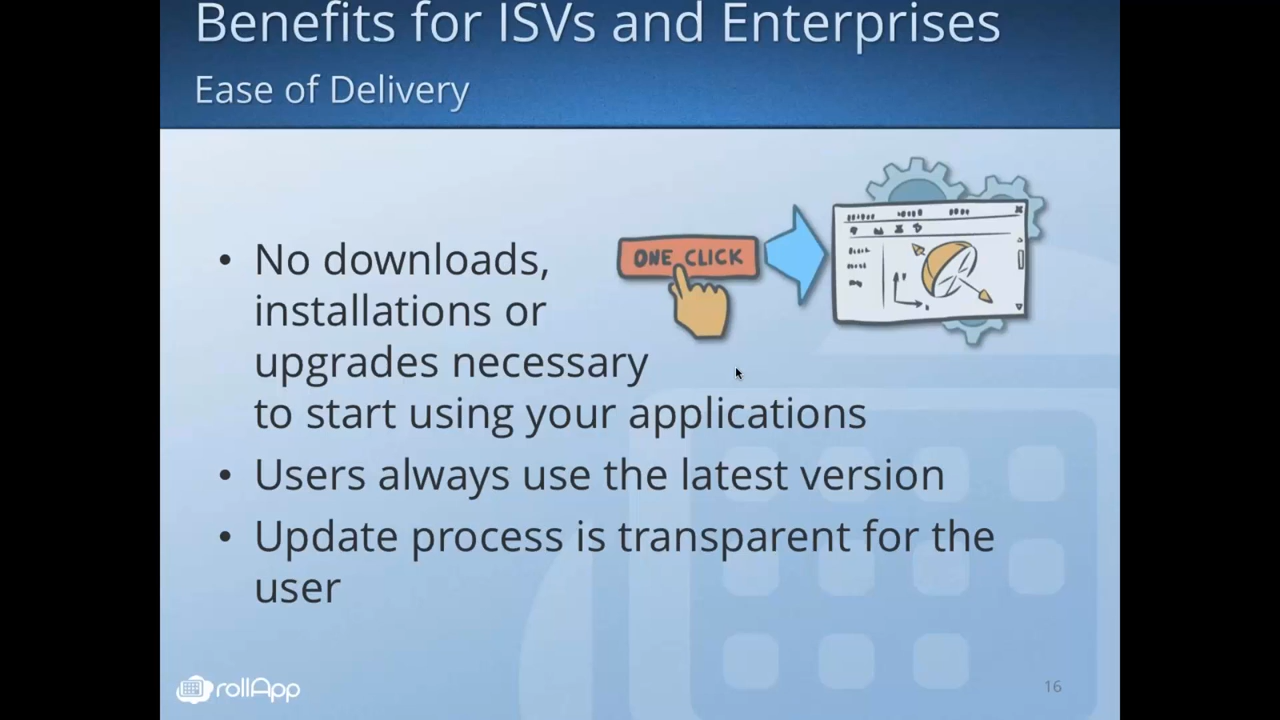 Benefits for ISVs and Enterprises
Ease of Delivery
• No downloads,
installations or
upgrades necessary
to start using your applications
ONE CLICK
• Users always use the latest version
• Update process is transparent for the
user
rollApp
16